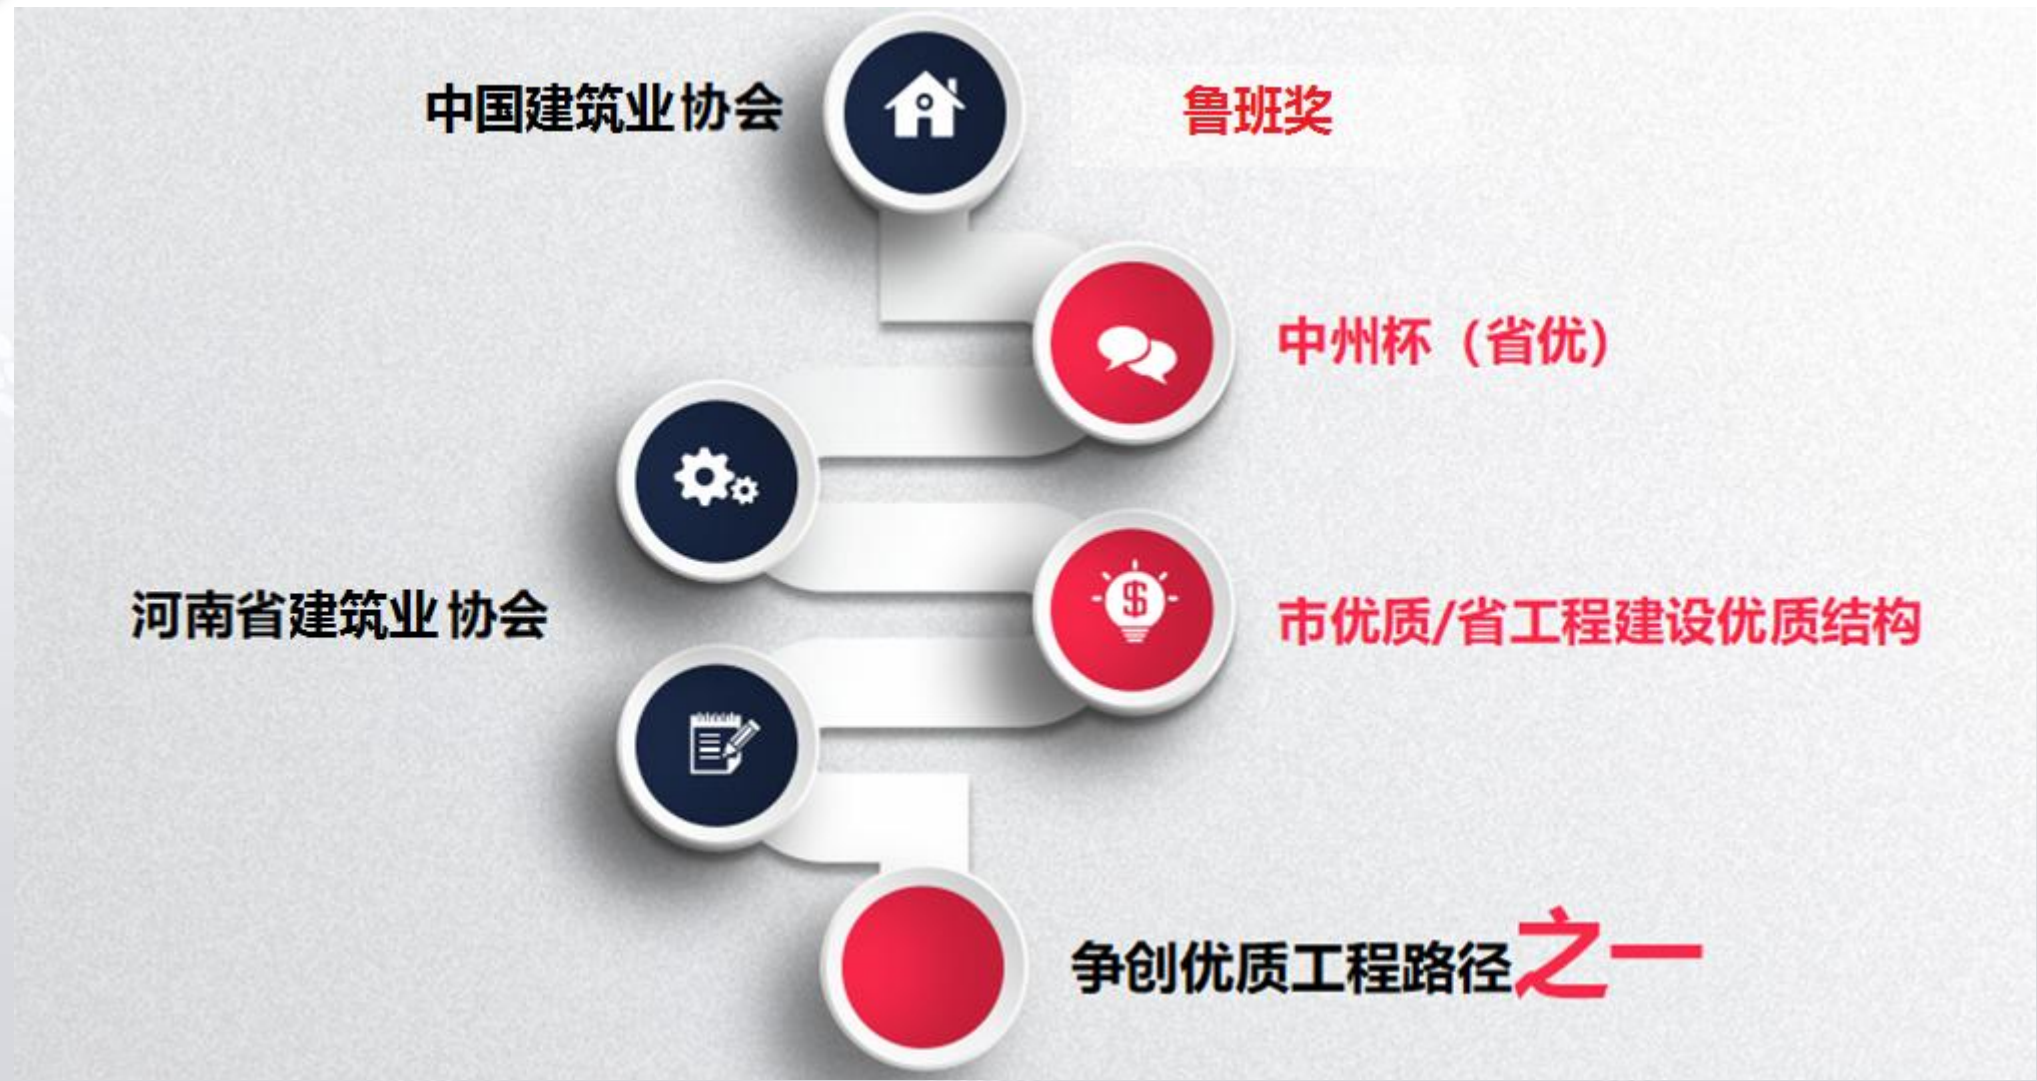 中国建筑业协会
鲁班奖
中州杯（省优）
河南省建筑业协会
市优质/省工程建设优质结构
争创优质工程路径之一